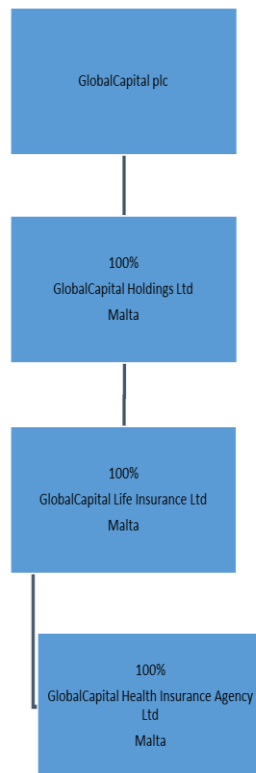 GlobalCapital plc
100%
GlobalCapital Holdings Ltd
Malta
100%
GlobalCapital Life Insurance Ltd
Malta
100%
GlobalCapital Health Insurance Agency
Ltd
Malta